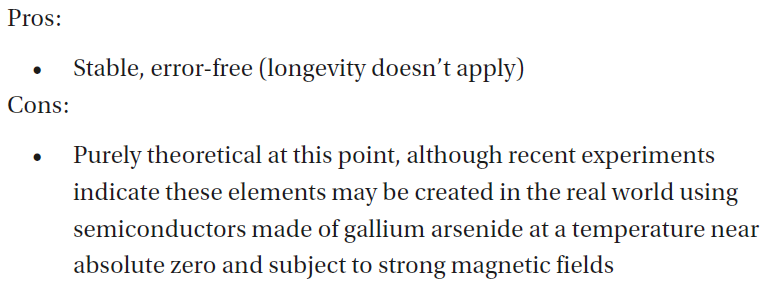 Pros:
• Stable, error-free (longevity doesn’t apply)
Cons:
• Purely theoretical at this point, although recent experiments
indicate these elements may be created in the real world using
semiconductors made of gallium arsenide at a temperature near
absolute zero and subject to strong magnetic fields